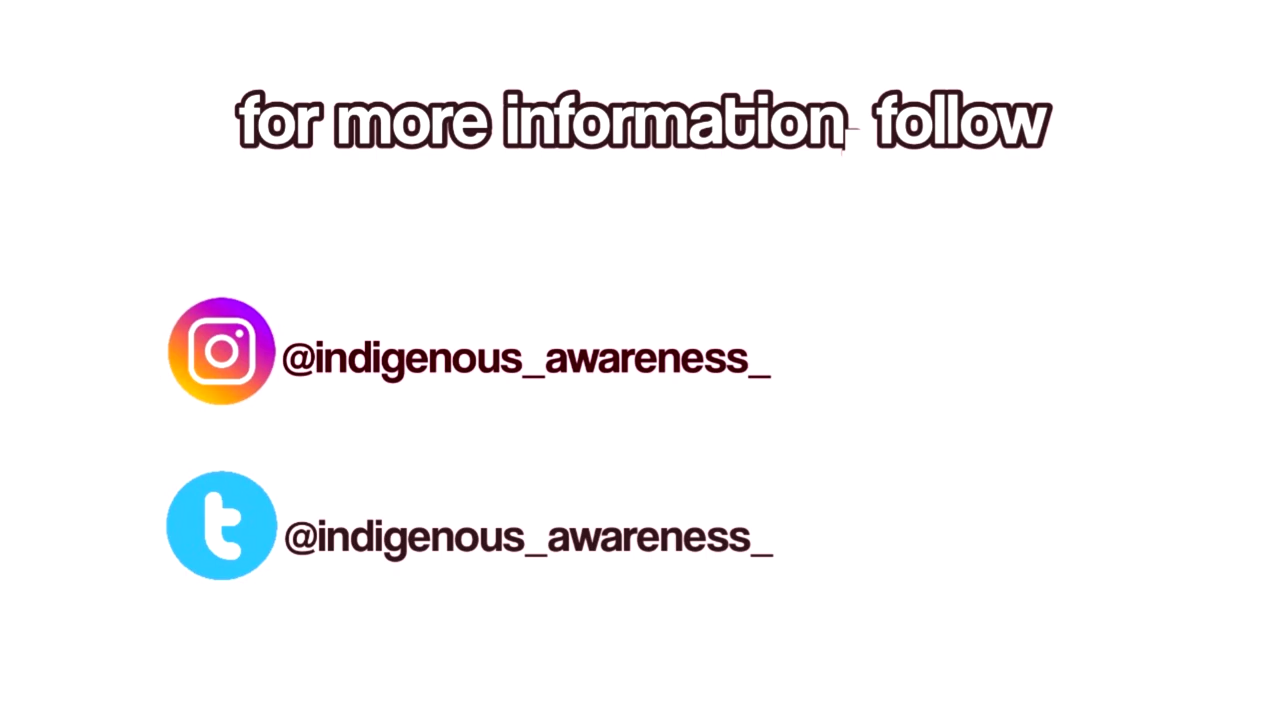 for more information follow
@indigenous_awareness_
t
@indigenous_awareness_